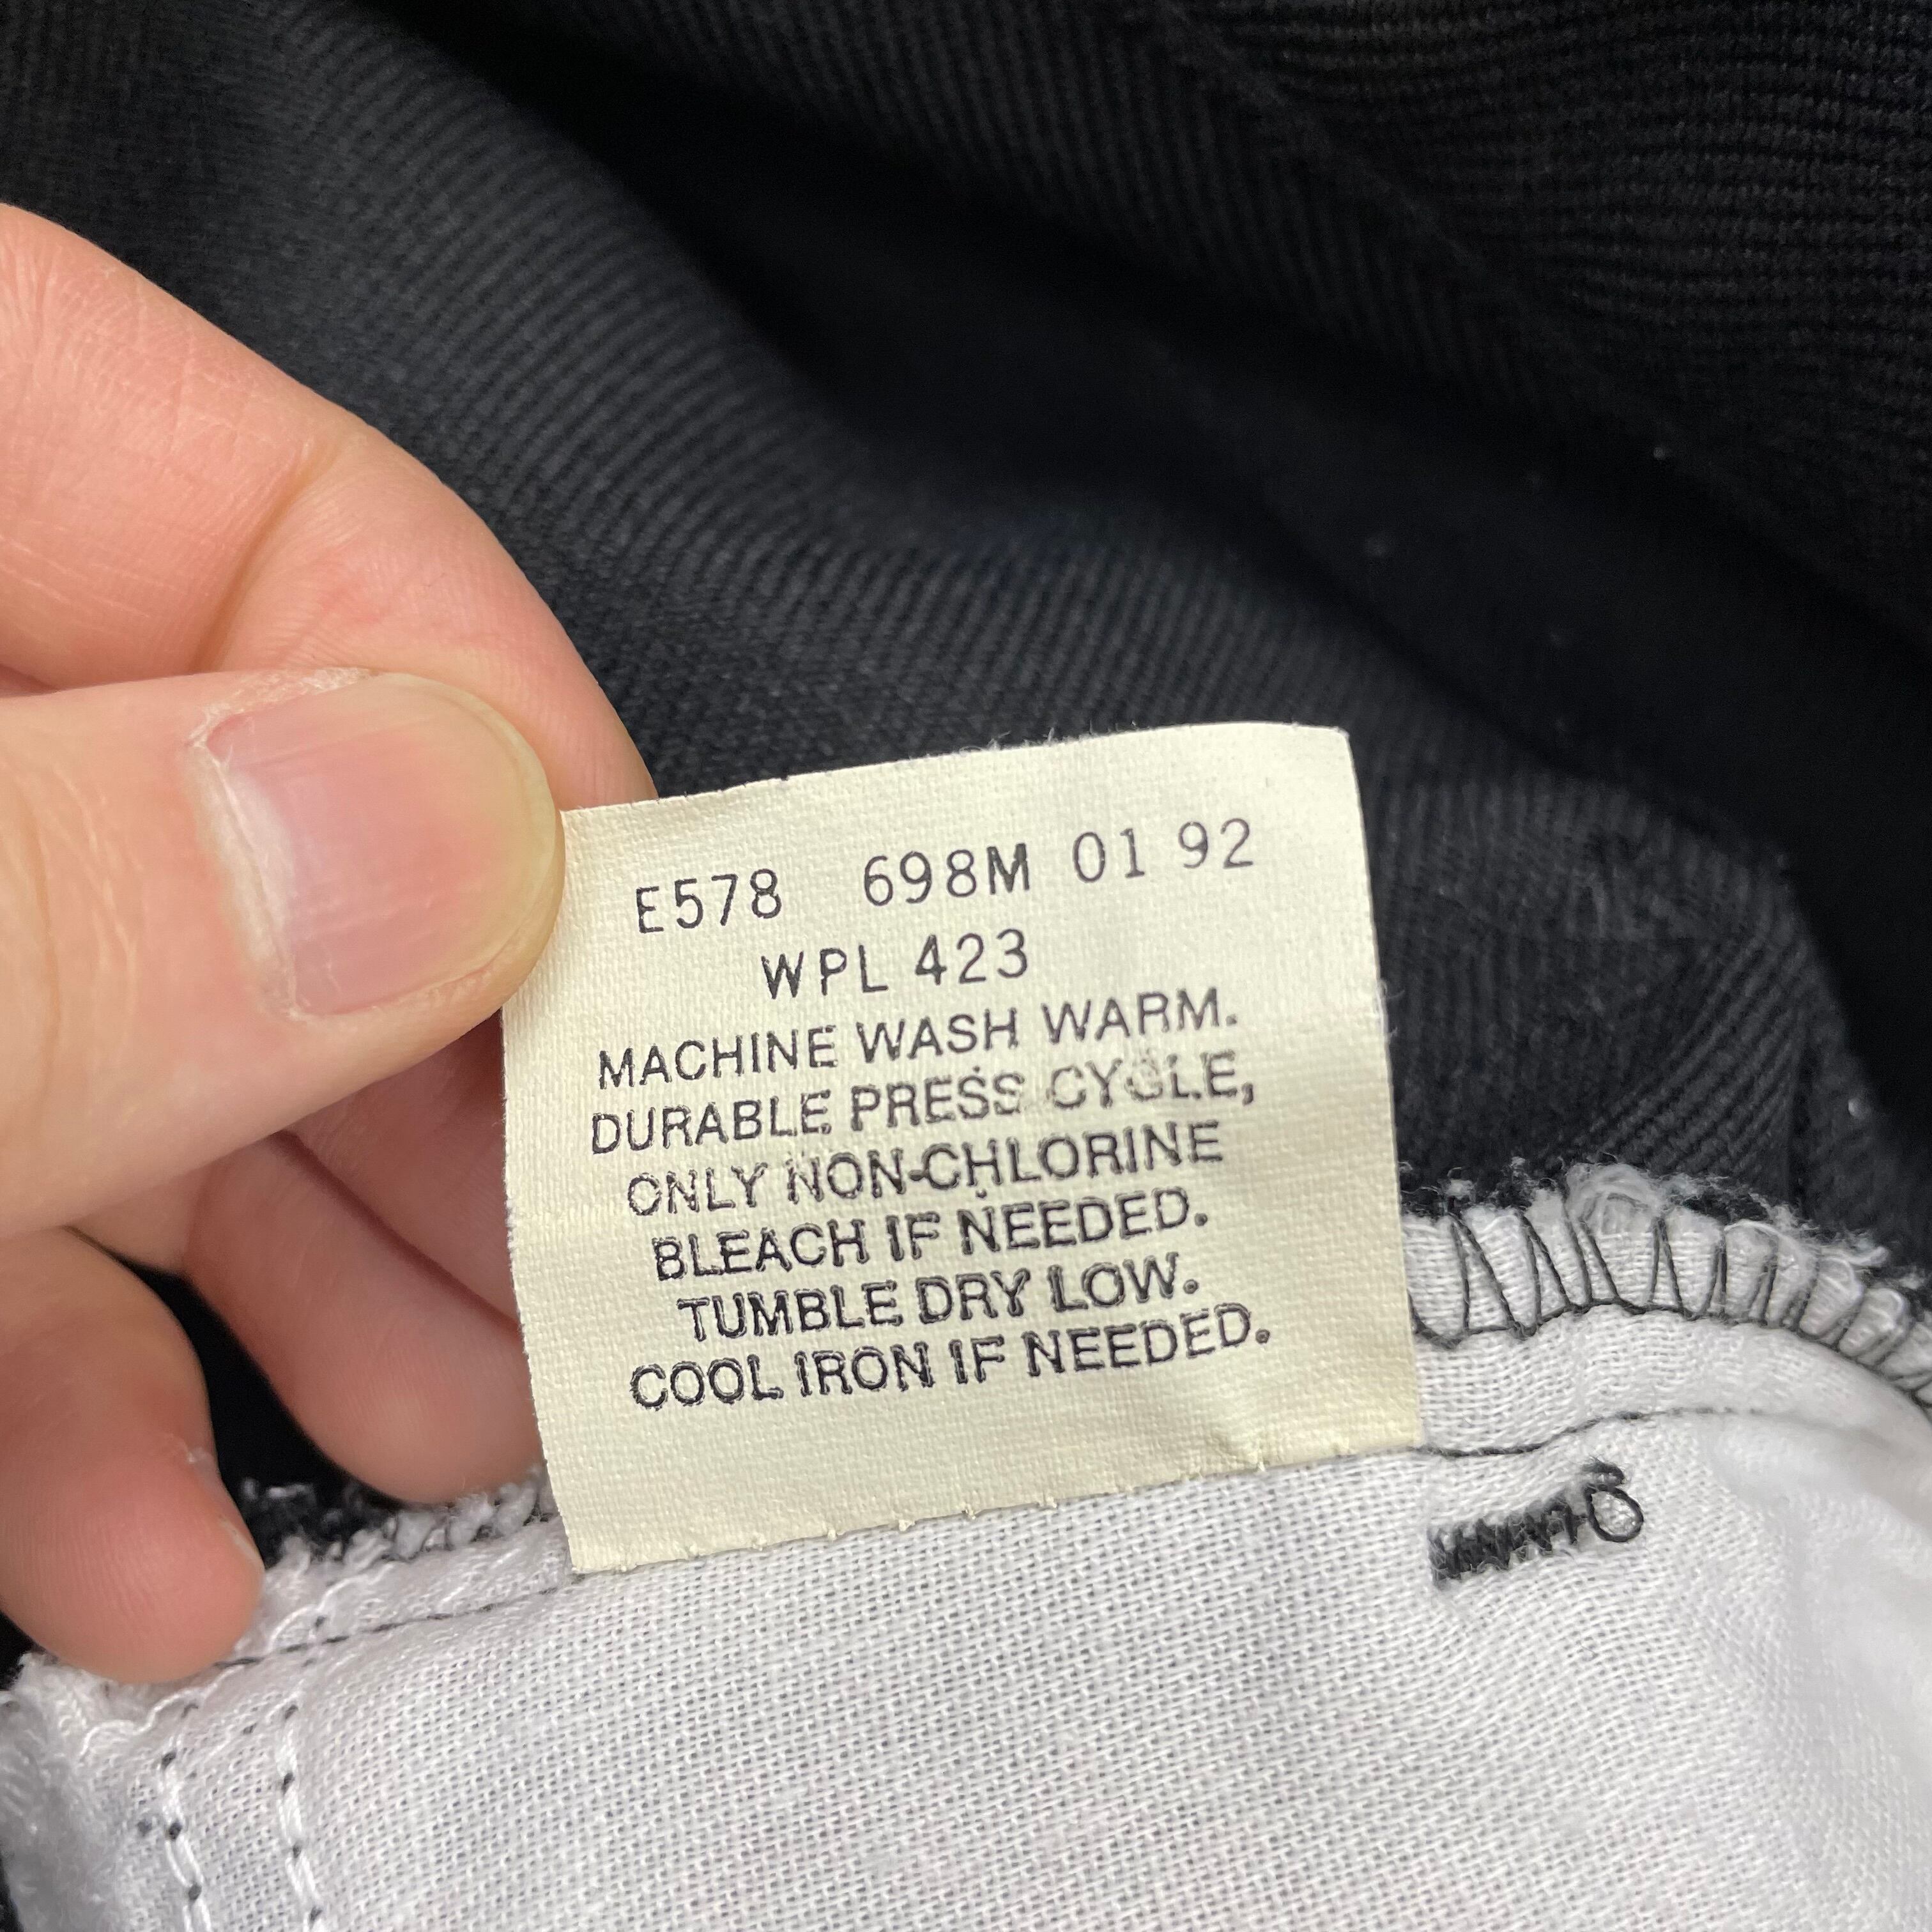 E578 698M 01 92
WPL 423
MACHINE WASH WARM.
DURABLE PRESS CYCLE,
ONLY NON-CHLORINE
BLEACH IF NEEDED.
TUMBLE DRY LOW.
COOL IRON IF NEEDED.